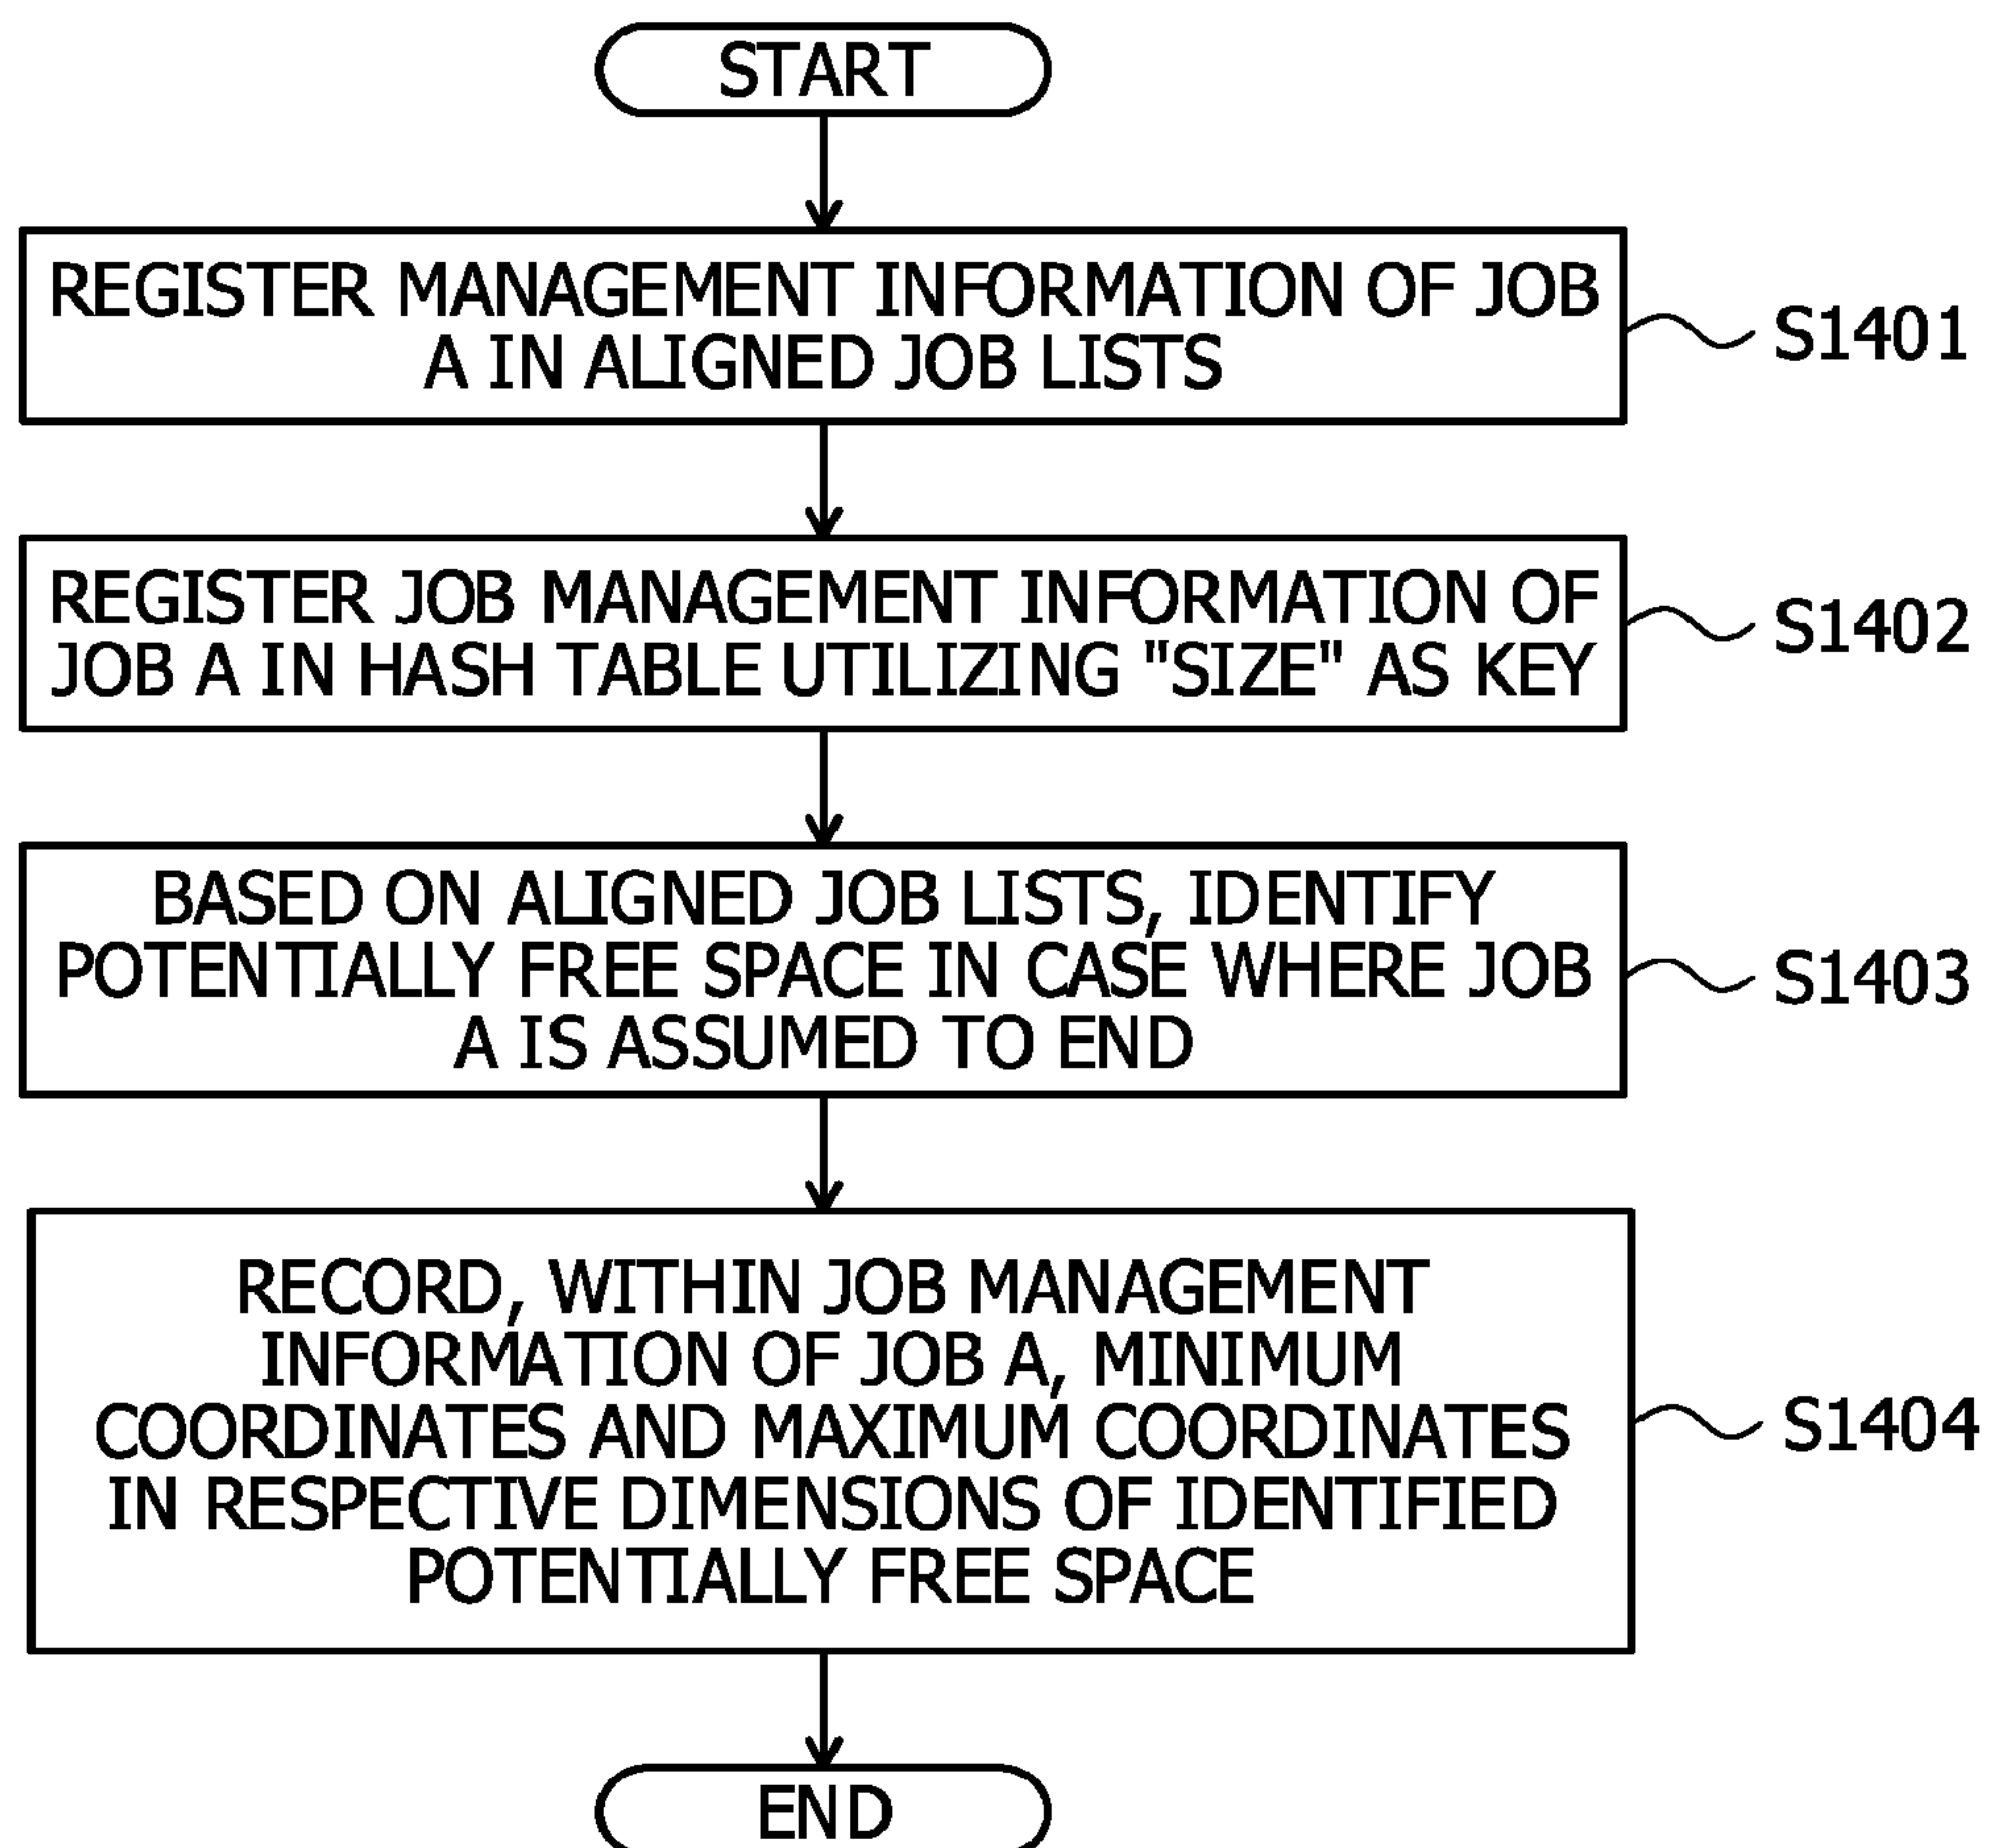 START
REGISTER MANAGEMENT INFORMATION OF JOB
A IN ALIGNED JOB LISTS
S1401
REGISTER JOB MANAGEMENT INFORMATION OF
JOB A IN HASH TABLE UTILIZING "SIZE" AS KEY
S1402
BASED ON ALIGNED JOB LISTS, IDENTIFY
POTENTIALLY FREE SPACE IN CASE WHERE JOB
A IS ASSUMED TO END
S1403
RECORD, WITHIN JOB MANAGEMENT
INFORMATION OF JOB A, MINIMUM
COORDINATES AND MAXIMUM COORDINATES
IN RESPECTIVE DIMENSIONS OF IDENTIFIED
POTENTIALLY FREE SPACE
S1404
END